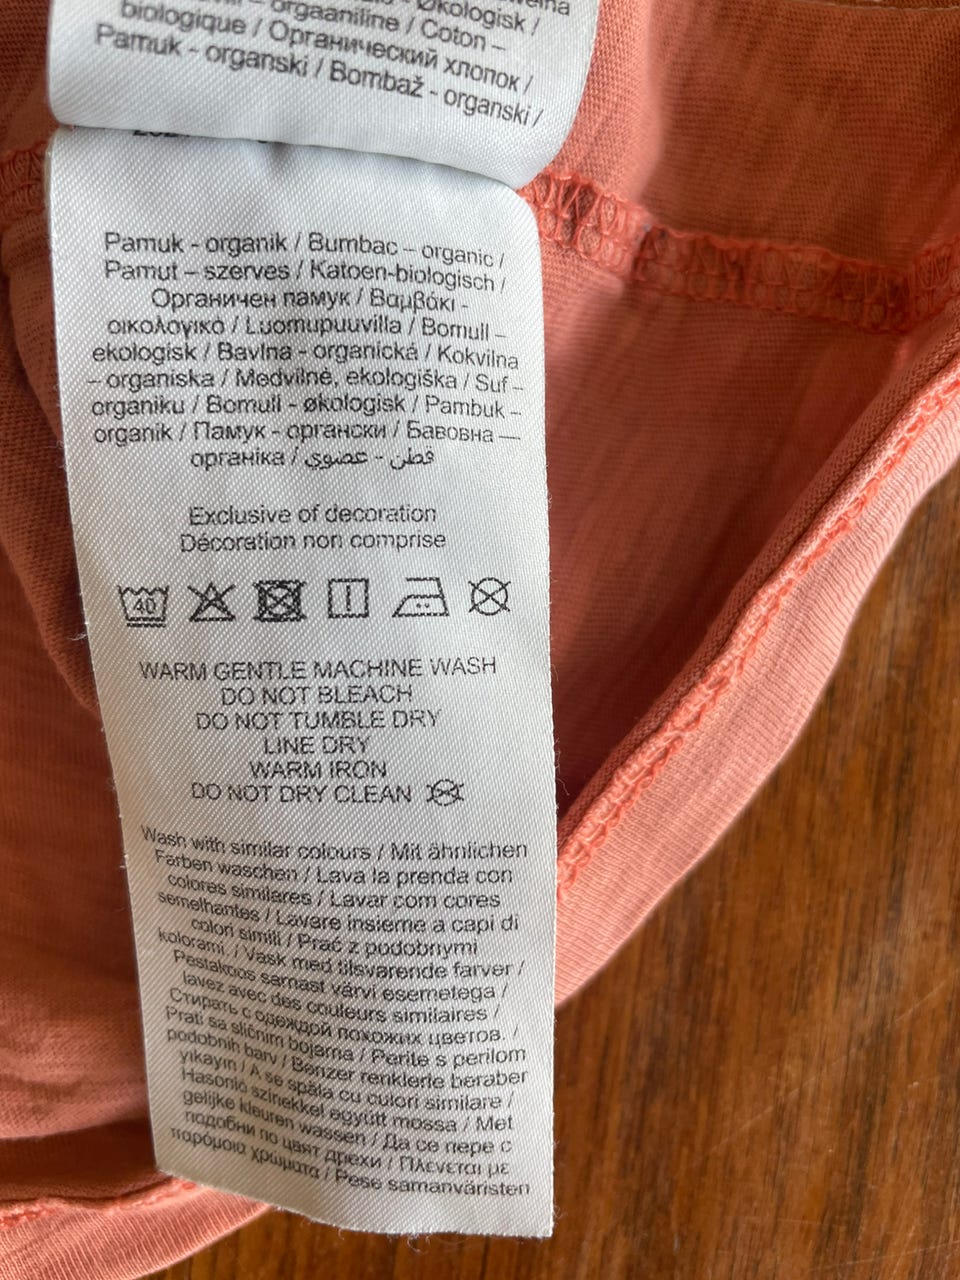 Økologisk /
orgaaniline / Coton –
biologique / Органический хлопок /
Pamuk - organski / Bombaž - organski /
Pamuk - organik / Bumbac – organic /
Pamut – szerves / Katoen-biologisch /
Органичен памук / Βαμβάκι -
οικολογικό / Luomupuuvilla / Bomull –
ekologisk / Bavlna - organická / Kokvilna
– organiska / Medvilnė, ekologiška / Suf –
organiku / Bomull - økologisk / Pambuk –
organik / Памук - органски / Бавовна —
органіка / قطن - عضوي
Exclusive of decoration
Décoration non comprise
40
WARM GENTLE MACHINE WASH
DO NOT BLEACH
DO NOT TUMBLE DRY
LINE DRY
WARM IRON
DO NOT DRY CLEAN
Wash with similar colours / Mit ähnlichen
Farben waschen / Lava la prenda con
colores similares / Lavar com cores
semelhantes / Lavare insieme a capi di
colori simili / Prać z podobnymi
kolorami. / Vask med tilsvarende farver /
Pestakoos sarnast värvi esemetega /
lavez avec des couleurs similaires /
Стирать с одеждой похожих цветов. /
Prati sa sličnim bojama / Perite s perilom
podobnih barv / Benzer renklerle beraber
yıkayın / A se spăla cu culori similare /
Hasonló színekkel együtt mossa / Met
gelijke kleuren wassen / Да се пере с
подобни по цвят дрехи / Πλένεται με
παρόμοια χρώματα / Pese samanväristen